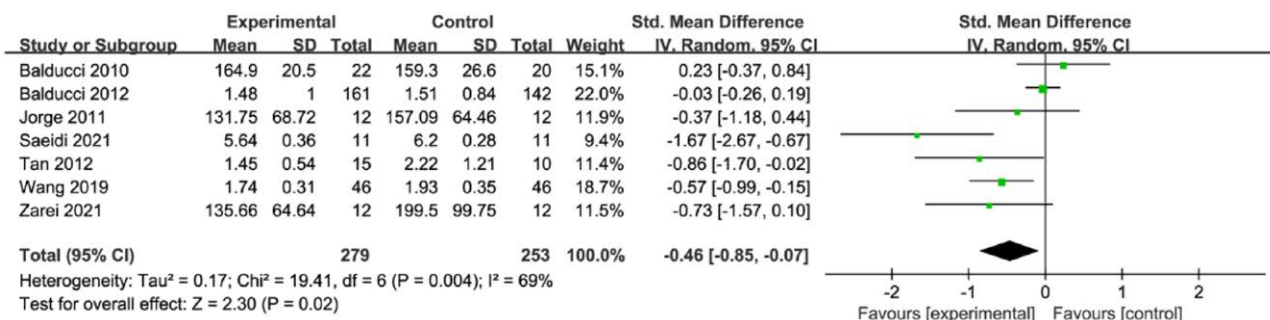 Experimental Control Std. Mean Difference Std. Mean Difference
Study or Subgroup Mean SD Total Mean SD Total Weight IV, Random, 95% CI IV, Random, 95% CI
Balducci 2010 164.9 20.5 22 159.3 26.6 20 15.1% 0.23 [-0.37, 0.84]
Balducci 2012 1.48 1 161 1.51 0.84 142 22.0% -0.03 [-0.26, 0.19]
Jorge 2011 131.75 68.72 12 157.09 64.46 12 11.9% -0.37 [-1.18, 0.44]
Saeidi 2021 5.64 0.36 11 6.2 0.28 11 9.4% -1.67 [-2.67, -0.67]
Tan 2012 1.45 0.54 15 2.22 1.21 10 11.4% -0.86 [-1.70, -0.02]
Wang 2019 1.74 0.31 46 1.93 0.35 46 18.7% -0.57 [-0.99, -0.15]
Zarei 2021 135.66 64.64 12 199.5 99.75 12 11.5% -0.73 [-1.57, 0.10]
Total (95% CI) 279 253 100.0% -0.46 [-0.85, -0.07]
Heterogeneity: Tau² = 0.17; Chi² = 19.41, df = 6 (P = 0.004); I² = 69%
Test for overall effect: Z = 2.30 (P = 0.02)
-2 -1 0 1 2
Favours [experimental] Favours [control]